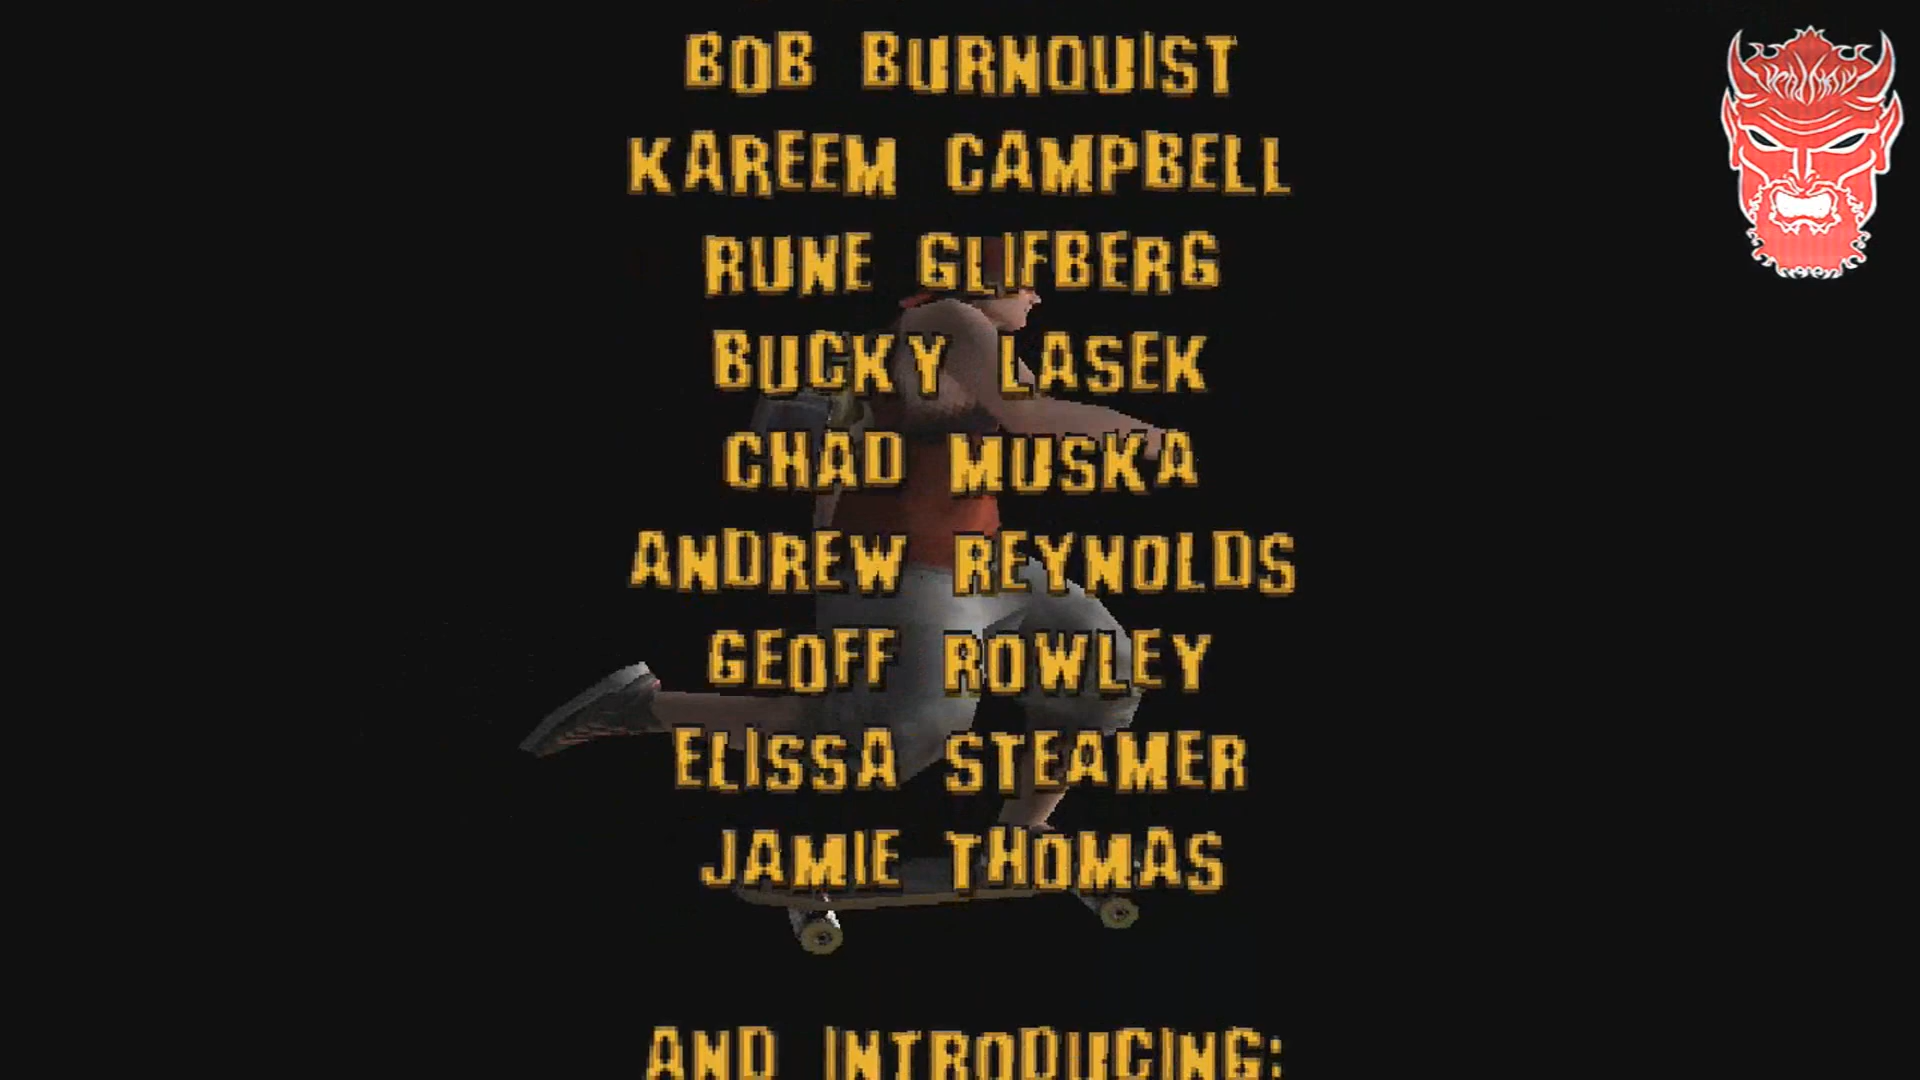 BOB BURNQUIST
KAREEM CAMPBELL
RUNE GLIFBERG
BUCKY LASEK
CHAD MUSKA
ANDREW REYNOLDS
GEOFF ROWLEY
ELISSA STEAMER
JAMIE THOMAS
AND INTRODUCING: